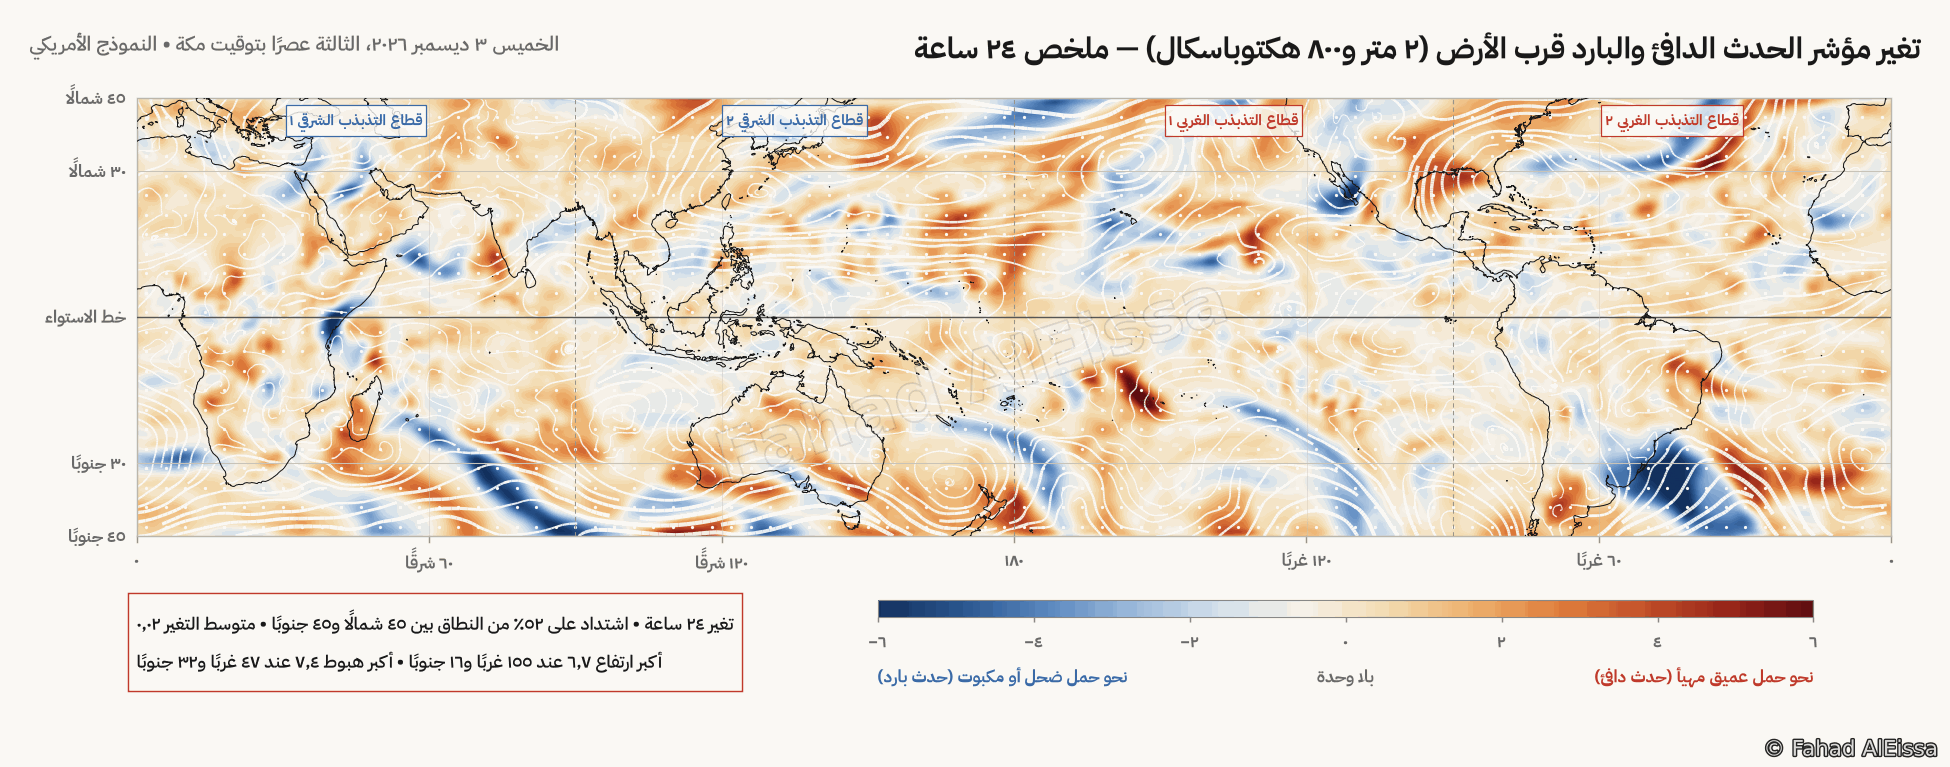 تغير مؤشر الحدث الدافئ والبارد قرب الأرض (٢ متر و٨٠٠ هكتوباسكال) — ملخص ٢٤ ساعة
الخميس ٣ ديسمبر ٢٠٢٦، الثالثة عصرًا بتوقيت مكة • النموذج الأمريكي
قطاع التذبذب الشرقي ١
قطاع التذبذب الشرقي ٢
قطاع التذبذب الغربي ١
قطاع التذبذب الغربي ٢
٤٥ شمالًا
٣٠ شمالًا
خط الاستواء
٣٠ جنوبًا
٤٥ جنوبًا
Fahad AlEissa
٠
٦٠ شرقًا
١٢٠ شرقًا
١٨٠
١٢٠ غربًا
٦٠ غربًا
٠
تغير ٢٤ ساعة • اشتداد على ٥٢٪ من النطاق بين ٤٥ شمالًا و٤٥ جنوبًا • متوسط التغير ٠٫٠٢
أكبر ارتفاع ٦٫٧ عند ١٥٥ غربًا و١٦ جنوبًا • أكبر هبوط ٧٫٤ عند ٤٧ غربًا و٣٢ جنوبًا
−٦
−٤
−٢
٠
٢
٤
٦
نحو حمل ضحل أو مكبوت (حدث بارد)
بلا وحدة
نحو حمل عميق مهيأ (حدث دافئ)
© Fahad AlEissa